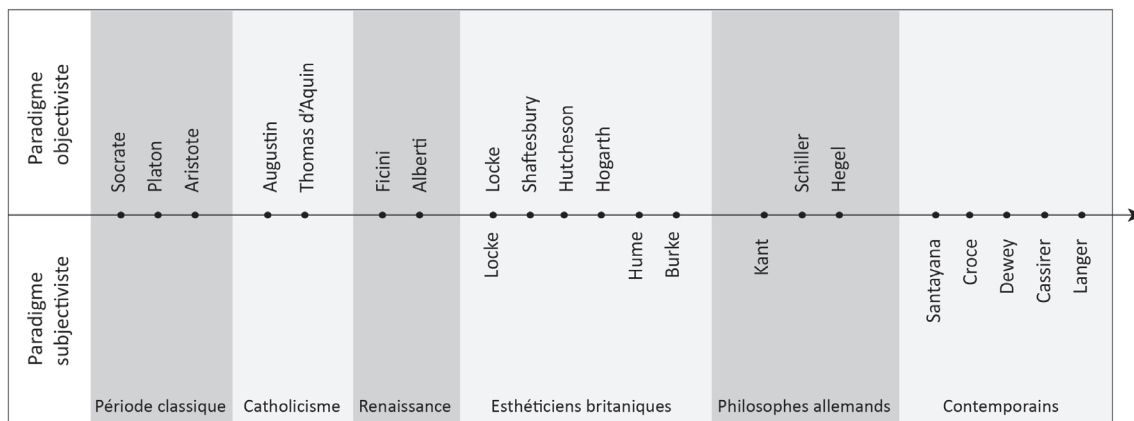 Paradigme
objectiviste
Socrate
Platon
Aristote
Augustin
Thomas d'Aquin
Ficini
Alberti
Locke
Shaftesbury
Hutcheson
Hogarth
Schiller
Hegel
Paradigme
subjectiviste
Locke
Hume
Burke
Kant
Santayana
Croce
Dewey
Cassirer
Langer
Période classique
Catholicisme
Renaissance
Esthéticiens britaniques
Philosophes allemands
Contemporains